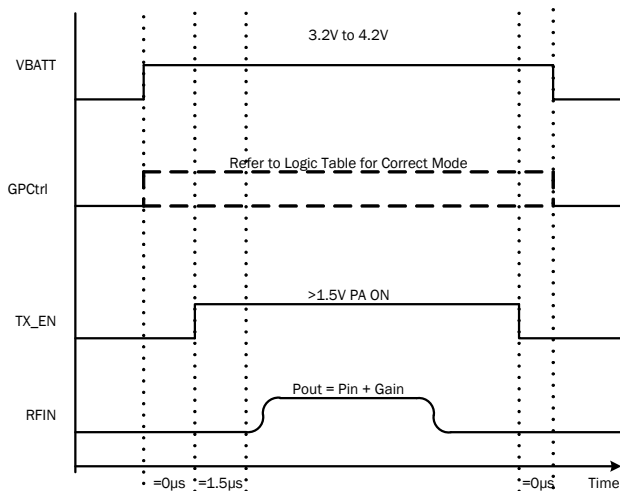 3.2V to 4.2V
VBATT
Refer to Logic Table for Correct Mode
GPCtrl
>1.5V PA ON
TX_EN
Pout = Pin + Gain
RFIN
=0µs =1.5µs =0µs Time